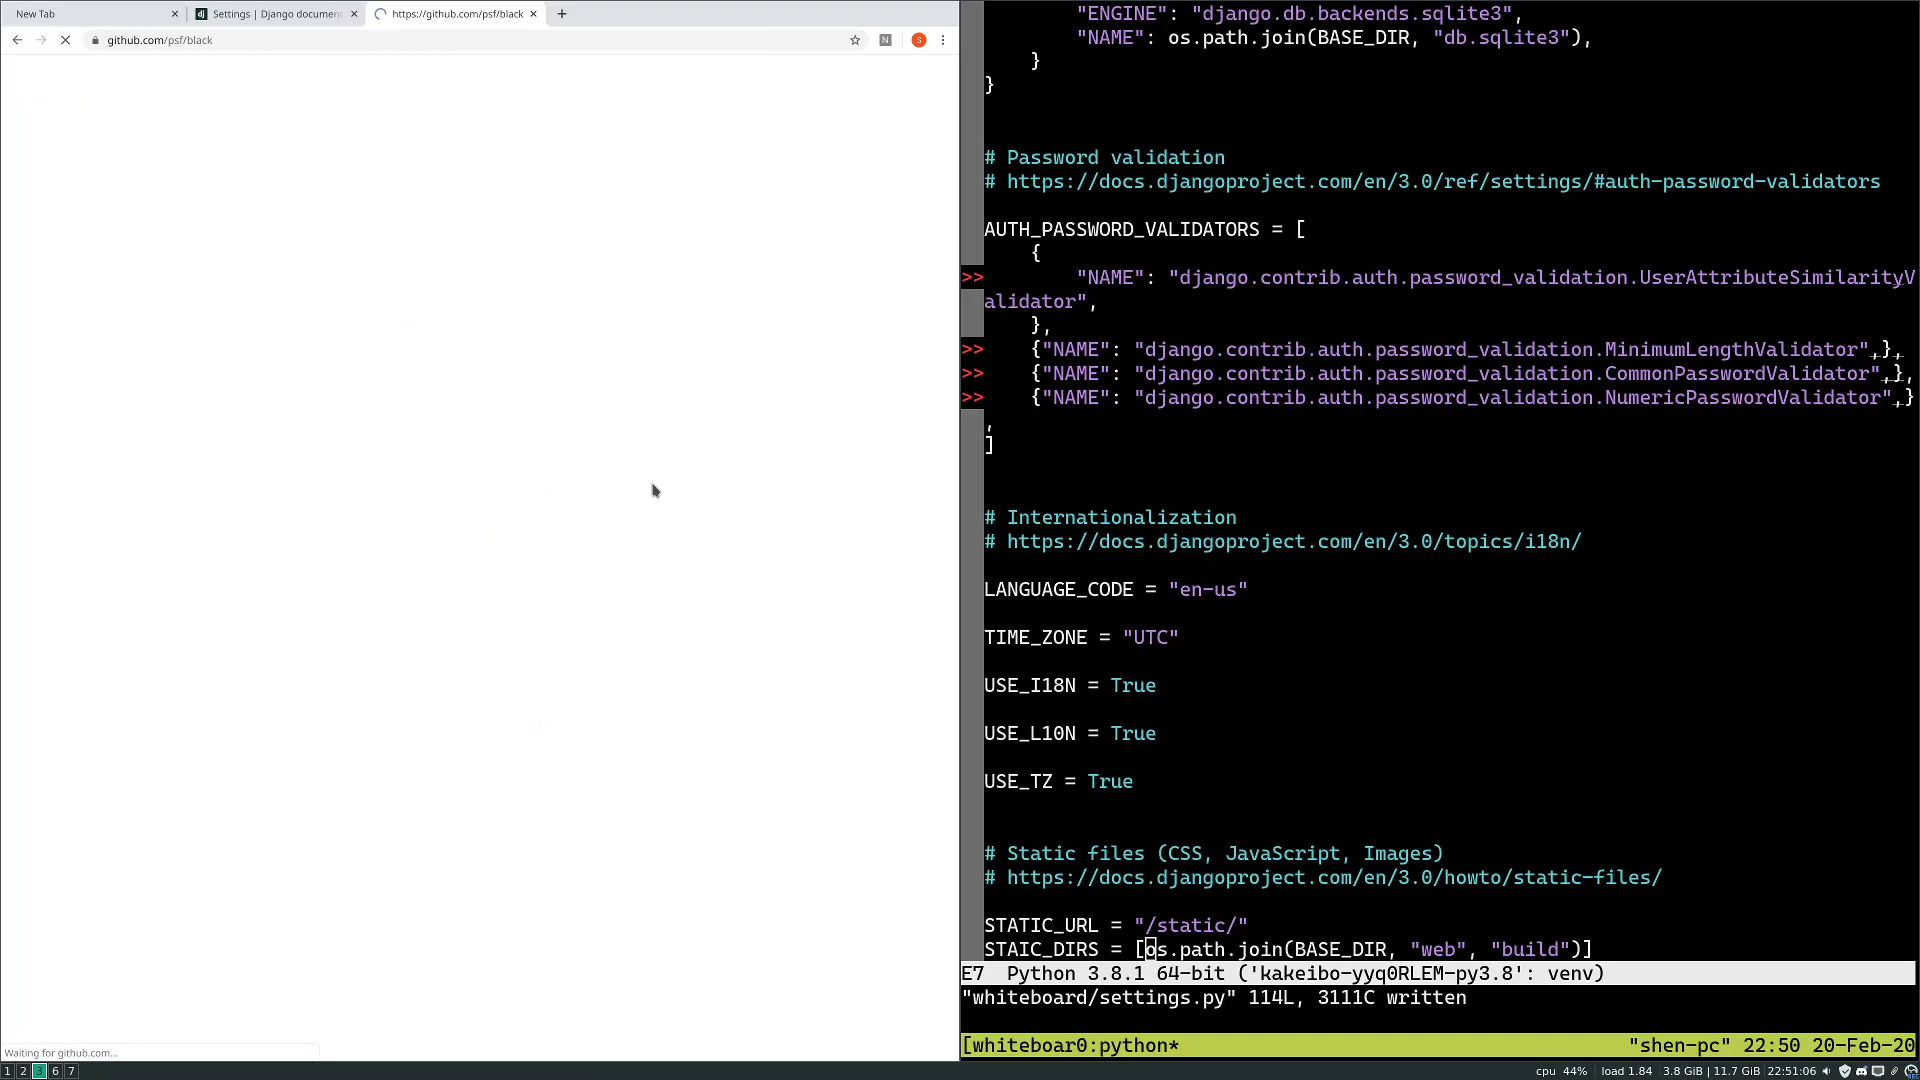 New Tab
Settings | Django documen
https://github.com/psf/black
github.com/psf/black
N
S
Waiting for github.com...
"ENGINE": "django.db.backends.sqlite3",
"NAME": os.path.join(BASE_DIR, "db.sqlite3"),
}
}
# Password validation
# https://docs.djangoproject.com/en/3.0/ref/settings/#auth-password-validators
AUTH_PASSWORD_VALIDATORS = [
{
>> "NAME": "django.contrib.auth.password_validation.UserAttributeSimilarityV
alidator",
},
>> {"NAME": "django.contrib.auth.password_validation.MinimumLengthValidator",},
>> {"NAME": "django.contrib.auth.password_validation.CommonPasswordValidator",},
>> {"NAME": "django.contrib.auth.password_validation.NumericPasswordValidator",}
,
]
# Internationalization
# https://docs.djangoproject.com/en/3.0/topics/i18n/
LANGUAGE_CODE = "en-us"
TIME_ZONE = "UTC"
USE_I18N = True
USE_L10N = True
USE_TZ = True
# Static files (CSS, JavaScript, Images)
# https://docs.djangoproject.com/en/3.0/howto/static-files/
STATIC_URL = "/static/"
STAIC_DIRS = [os.path.join(BASE_DIR, "web", "build")]
E7 Python 3.8.1 64-bit ('kakeibo-yyq0RLEM-py3.8': venv)
"whiteboard/settings.py" 114L, 3111C written
[whiteboar0:python* "shen-pc" 22:50 20-Feb-20
1 2 3 6 7 cpu 44% load 1.84 3.8 GiB | 11.7 GiB 22:51:06